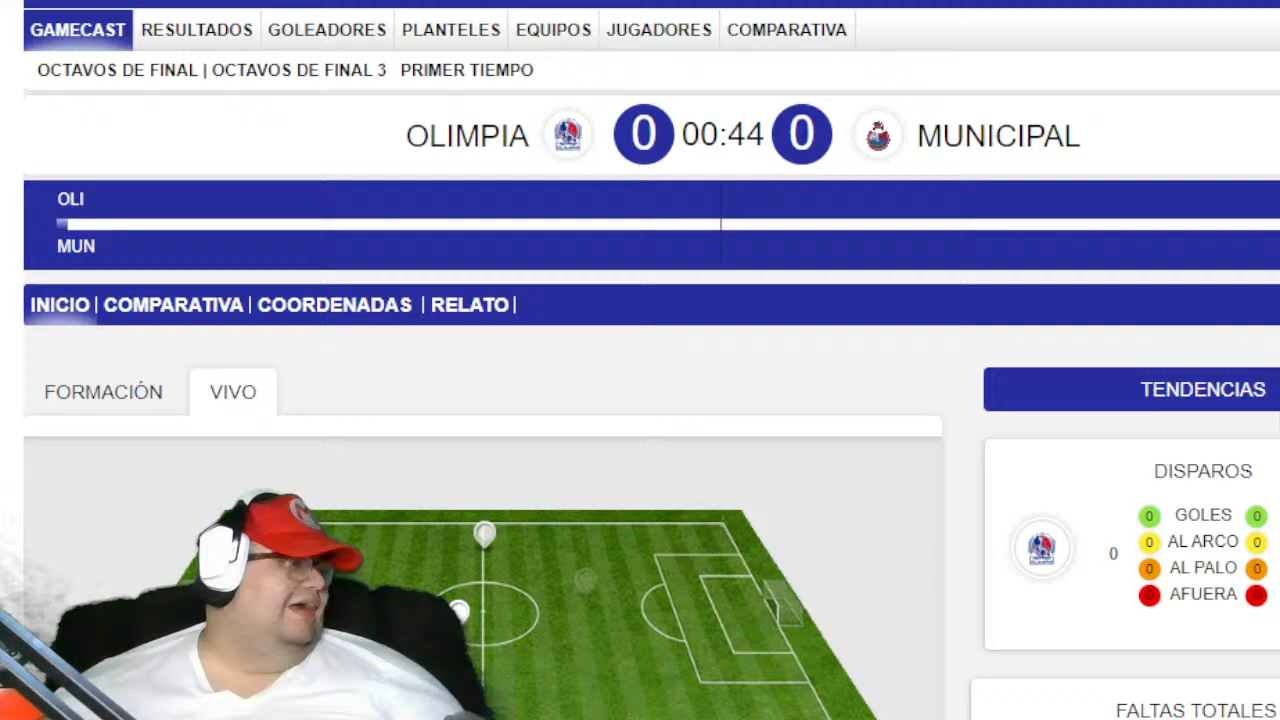 GAMECAST RESULTADOS GOLEADORES PLANTELES EQUIPOS JUGADORES COMPARATIVA
OCTAVOS DE FINAL | OCTAVOS DE FINAL 3 PRIMER TIEMPO
OLIMPIA 0 00:44 0 MUNICIPAL
OLI
MUN
INICIO | COMPARATIVA | COORDENADAS | RELATO |
FORMACIÓN VIVO
TENDENCIAS
DISPAROS
0 GOLES 0
0 0 AL ARCO 0
0 AL PALO 0
0 AFUERA 0
FALTAS TOTALES